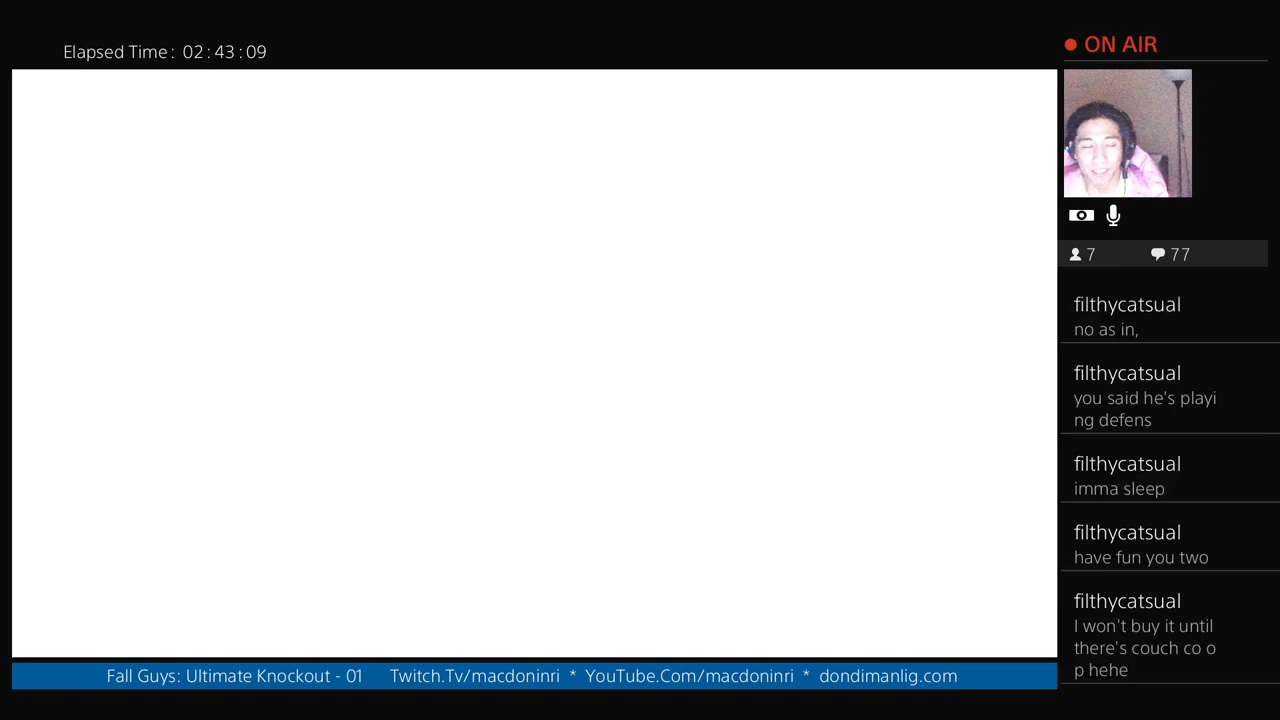 Elapsed Time: 02:43:09
ON AIR
7 77
filthycatsual
no as in,
filthycatsual
you said he's playi
ng defens
filthycatsual
imma sleep
filthycatsual
have fun you two
filthycatsual
I won't buy it until
there's couch co o
p hehe
Fall Guys: Ultimate Knockout - 01 Twitch.Tv/macdoninri * YouTube.Com/macdoninri * dondimanlig.com